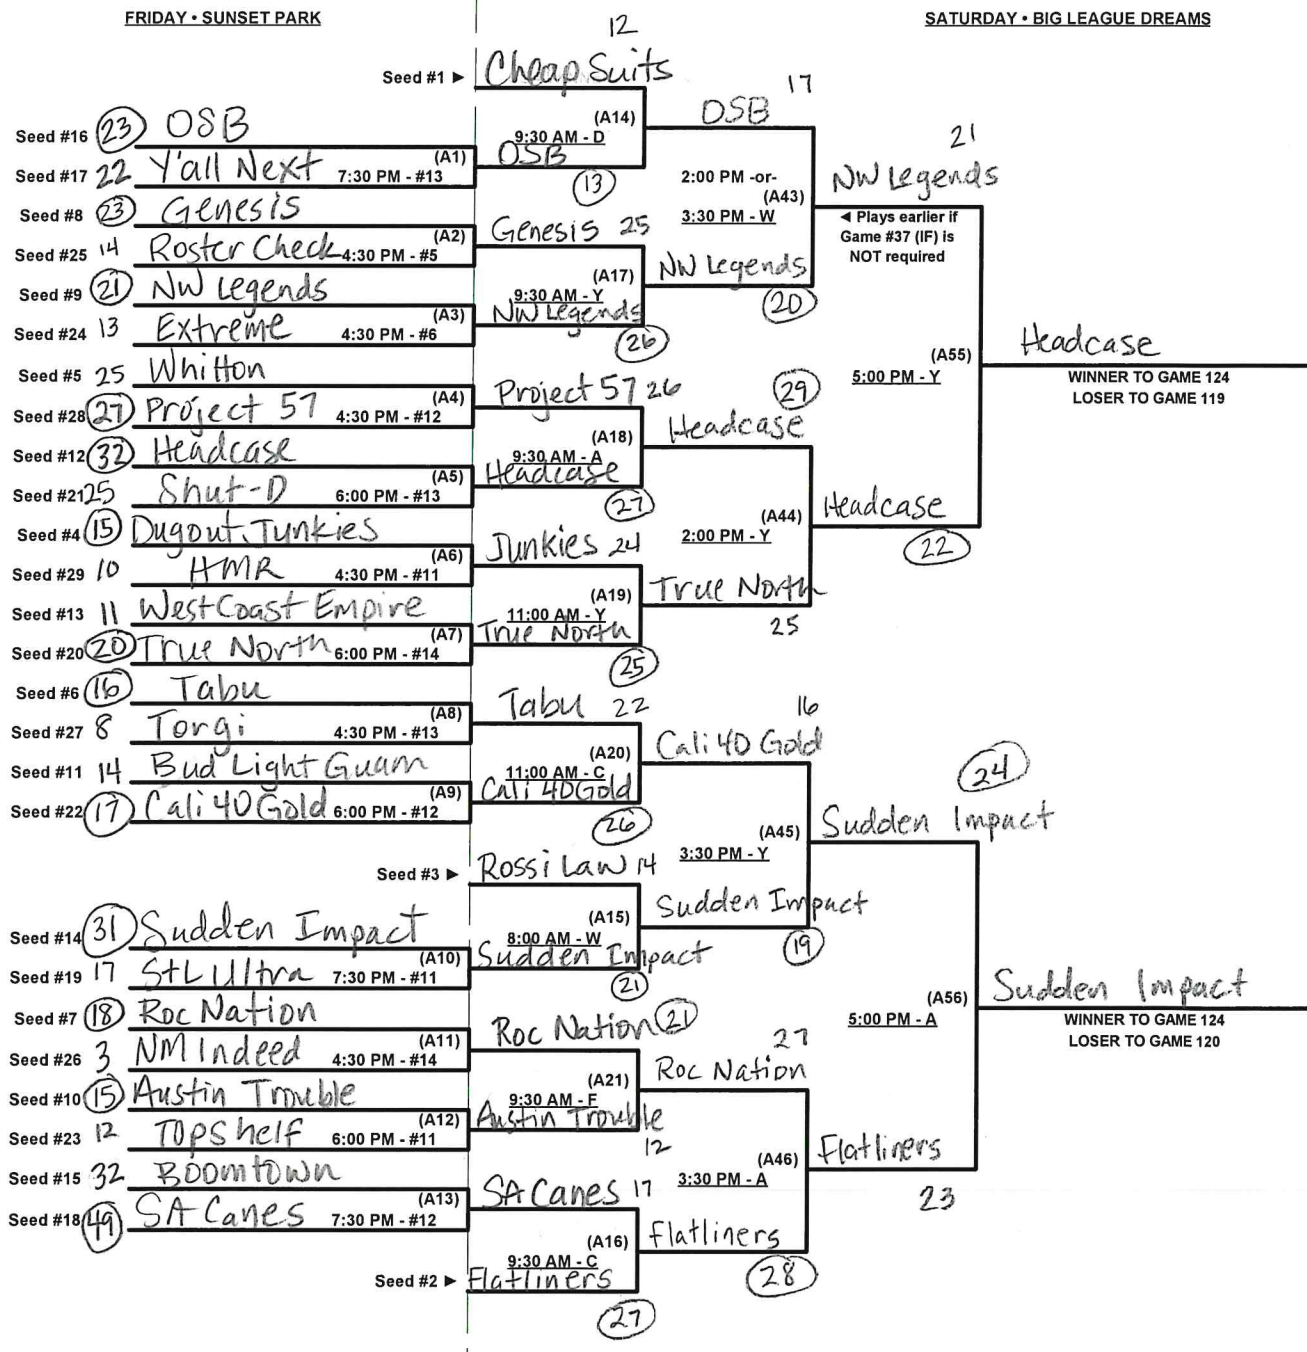 FRIDAY • SUNSET PARK
SATURDAY • BIG LEAGUE DREAMS
12
Seed #1 ► Cheap Suits
17
(A14)
OSB
9:30 AM - D
Seed #16 23 OSB
21
OSB
(A1)
Seed #17 22 Y'all Next 7:30 PM - #13
13
2:00 PM -or-
(A43)
3:30 PM - W
NW Legends
◄ Plays earlier if
Game #37 (IF) is
NOT required
Seed #8 23 Genesis
(A2)
Genesis 25
Seed #25 14 Roster Check 4:30 PM - #5
(A17)
NW Legends
9:30 AM - Y
20
Seed #9 21 NW Legends
(A3)
NW Legends
Seed #24 13 Extreme 4:30 PM - #6
26
(A55)
5:00 PM - Y
Headcase
WINNER TO GAME 124
LOSER TO GAME 119
Seed #5 25 Whitton
(A4)
Project 57 26
29
Seed #28 27 Project 57 4:30 PM - #12
(A18)
Headcase
9:30 AM - A
Seed #12 32 Headcase
(A5)
Headcase
Seed #21 25 Shut-D 6:00 PM - #13
27
(A44)
2:00 PM - Y
Headcase
22
Seed #4 15 Dugout Junkies
(A6)
Junkies 24
Seed #29 10 HMR 4:30 PM - #11
(A19)
True North
11:00 AM - Y
25
Seed #13 11 West Coast Empire
(A7)
True North
Seed #20 20 True North 6:00 PM - #14
25
Seed #6 16 Tabu
(A8)
Tabu 22
16
Seed #27 8 Torgi 4:30 PM - #13
(A20)
Cali 40 Gold
11:00 AM - C
Seed #11 14 Bud Light Guam
(A9)
Cali 40 Gold
24
Seed #22 17 Cali 40 Gold 6:00 PM - #12
26
(A45)
3:30 PM - Y
Sudden Impact
Seed #3 ► Rossi Law 14
(A15)
Sudden Impact
8:00 AM - W
19
Seed #14 31 Sudden Impact
(A10)
Sudden Impact
Seed #19 17 StL Ultra 7:30 PM - #11
21
(A56)
5:00 PM - A
Sudden Impact
WINNER TO GAME 124
LOSER TO GAME 120
Seed #7 18 Roc Nation
(A11)
Roc Nation 21
27
Seed #26 3 NM Indeed 4:30 PM - #14
(A21)
Roc Nation
9:30 AM - F
Seed #10 15 Austin Trouble
(A12)
Austin Trouble
Seed #23 12 Topshelf 6:00 PM - #11
12
(A46)
3:30 PM - A
Flatliners
23
Seed #15 32 Boomtown
(A13)
SA Canes 17
Seed #18 49 SA Canes 7:30 PM - #12
(A16)
Flatliners
9:30 AM - C
28
Seed #2 ► Flatliners
27